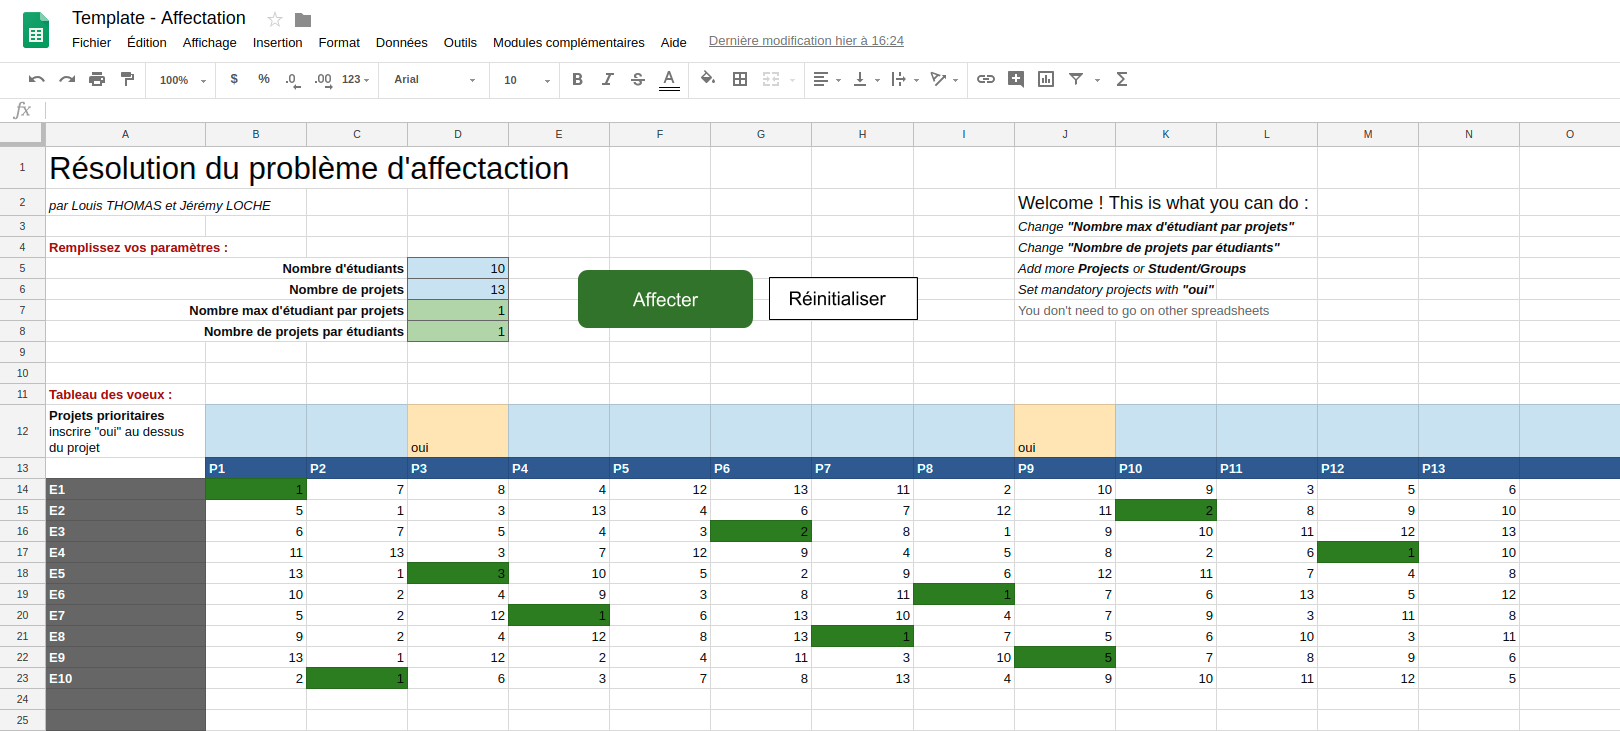 Template - Affectation
Fichier Édition Affichage Insertion Format Données Outils Modules complémentaires Aide Dernière modification hier à 16:24
100% $ % .0 .00 123 Arial 10 B I S A
fx
A B C D E F G H I J K L M N O
1 Résolution du problème d'affectaction
2 par Louis THOMAS et Jérémy LOCHE Welcome ! This is what you can do :
3 Change "Nombre max d'étudiant par projets"
4 Remplissez vos paramètres : Change "Nombre de projets par étudiants"
5 Nombre d'étudiants 10 Add more Projects or Student/Groups
6 Nombre de projets 13 Set mandatory projects with "oui"
Affecter Réinitialiser
7 Nombre max d'étudiant par projets 1 You don't need to go on other spreadsheets
8 Nombre de projets par étudiants 1
9
10
11 Tableau des voeux :
Projets prioritaires
12 inscrire "oui" au dessus
du projet oui oui
13 P1 P2 P3 P4 P5 P6 P7 P8 P9 P10 P11 P12 P13
14 E1 1 7 8 4 12 13 11 2 10 9 3 5 6
15 E2 5 1 3 13 4 6 7 12 11 2 8 9 10
16 E3 6 7 5 4 3 2 8 1 9 10 11 12 13
17 E4 11 13 3 7 12 9 4 5 8 2 6 1 10
18 E5 13 1 3 10 5 2 9 6 12 11 7 4 8
19 E6 10 2 4 9 3 8 11 1 7 6 13 5 12
20 E7 5 2 12 1 6 13 10 4 7 9 3 11 8
21 E8 9 2 4 12 8 13 1 7 5 6 10 3 11
22 E9 13 1 12 2 4 11 3 10 5 7 8 9 6
23 E10 2 1 6 3 7 8 13 4 9 10 11 12 5
24
25